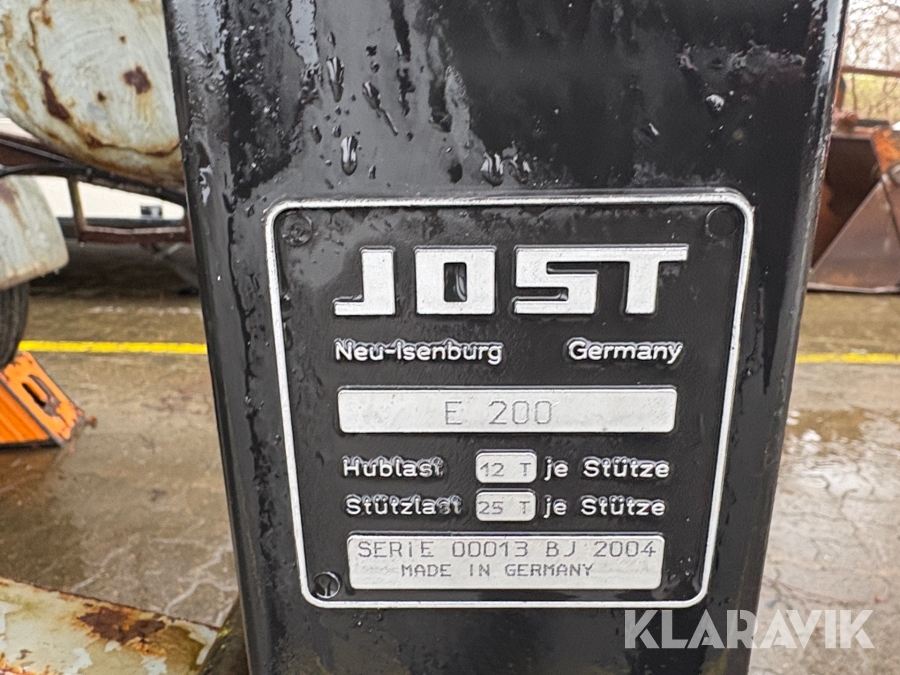 JOST
Neu-Isenburg Germany
E 200
Hublast 12 T je Stütze
Stützlast 25 T je Stütze
SERIE 00013 BJ 2004
MADE IN GERMANY
KLARAVIK